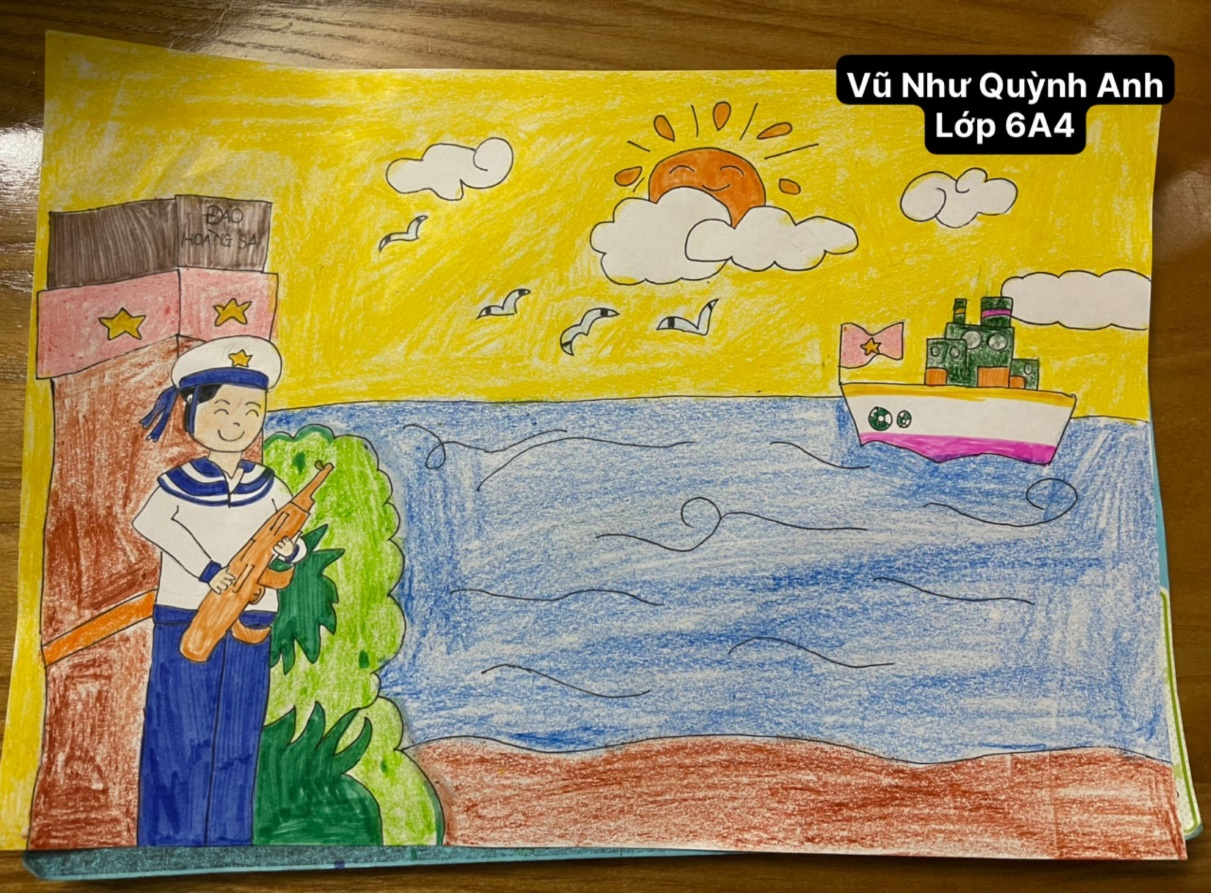 Vũ Như Quỳnh Anh
Lớp 6A4
ĐẢO
HOÀNG SA